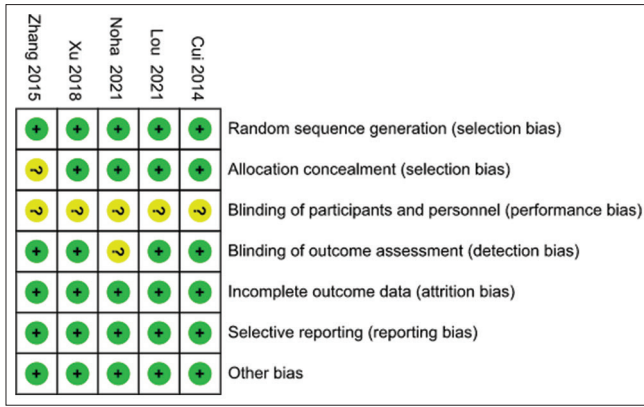 Zhang 2015
Xu 2018
Noha 2021
Lou 2021
Cui 2014
+ + + + + Random sequence generation (selection bias)
? + + + + Allocation concealment (selection bias)
? ? ? ? ? Blinding of participants and personnel (performance bias)
+ + ? + + Blinding of outcome assessment (detection bias)
+ + + + + Incomplete outcome data (attrition bias)
+ + + + + Selective reporting (reporting bias)
+ + + + + Other bias